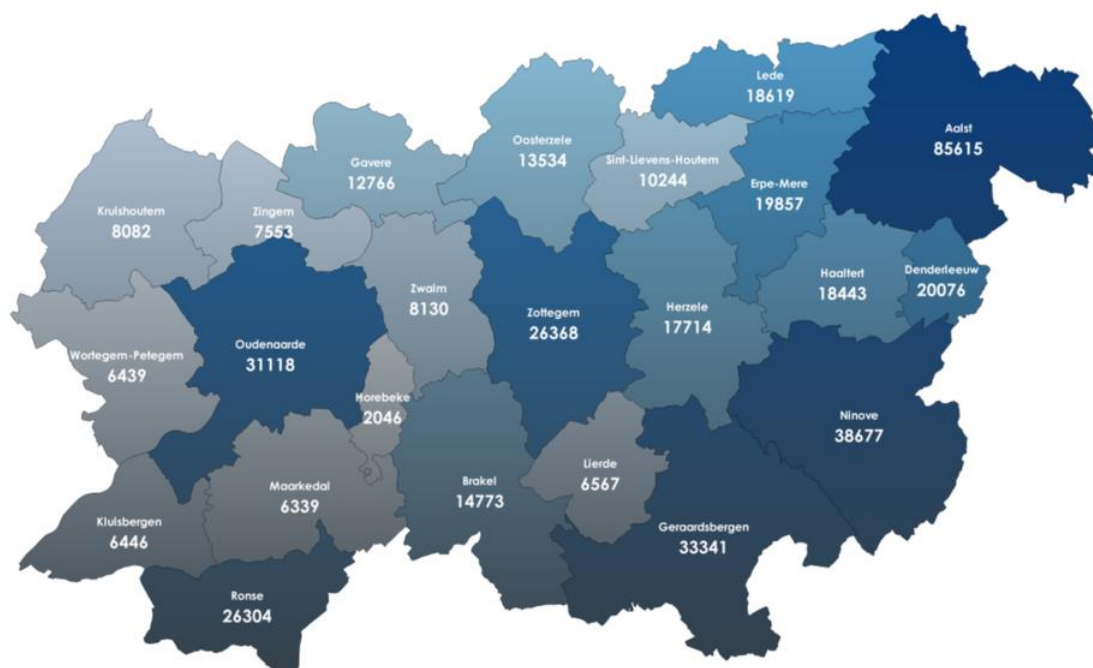 Lede
18619
Aalst
85615
Oosterzele
13534
Sint-Lievens-Houtem
10244
Gavere
12766
Erpe-Mere
19857
Kruishoutem
8082
Zingem
7553
Zwalm
8130
Haaltert
18443
Denderleeuw
20076
Zottegem
26368
Herzele
17714
Oudenaarde
31118
Wortegem-Petegem
6439
Horebeke
2046
Ninove
38677
Lierde
6567
Brakel
14773
Maarkedal
6339
Kluisbergen
6446
Geraardsbergen
33341
Ronse
26304